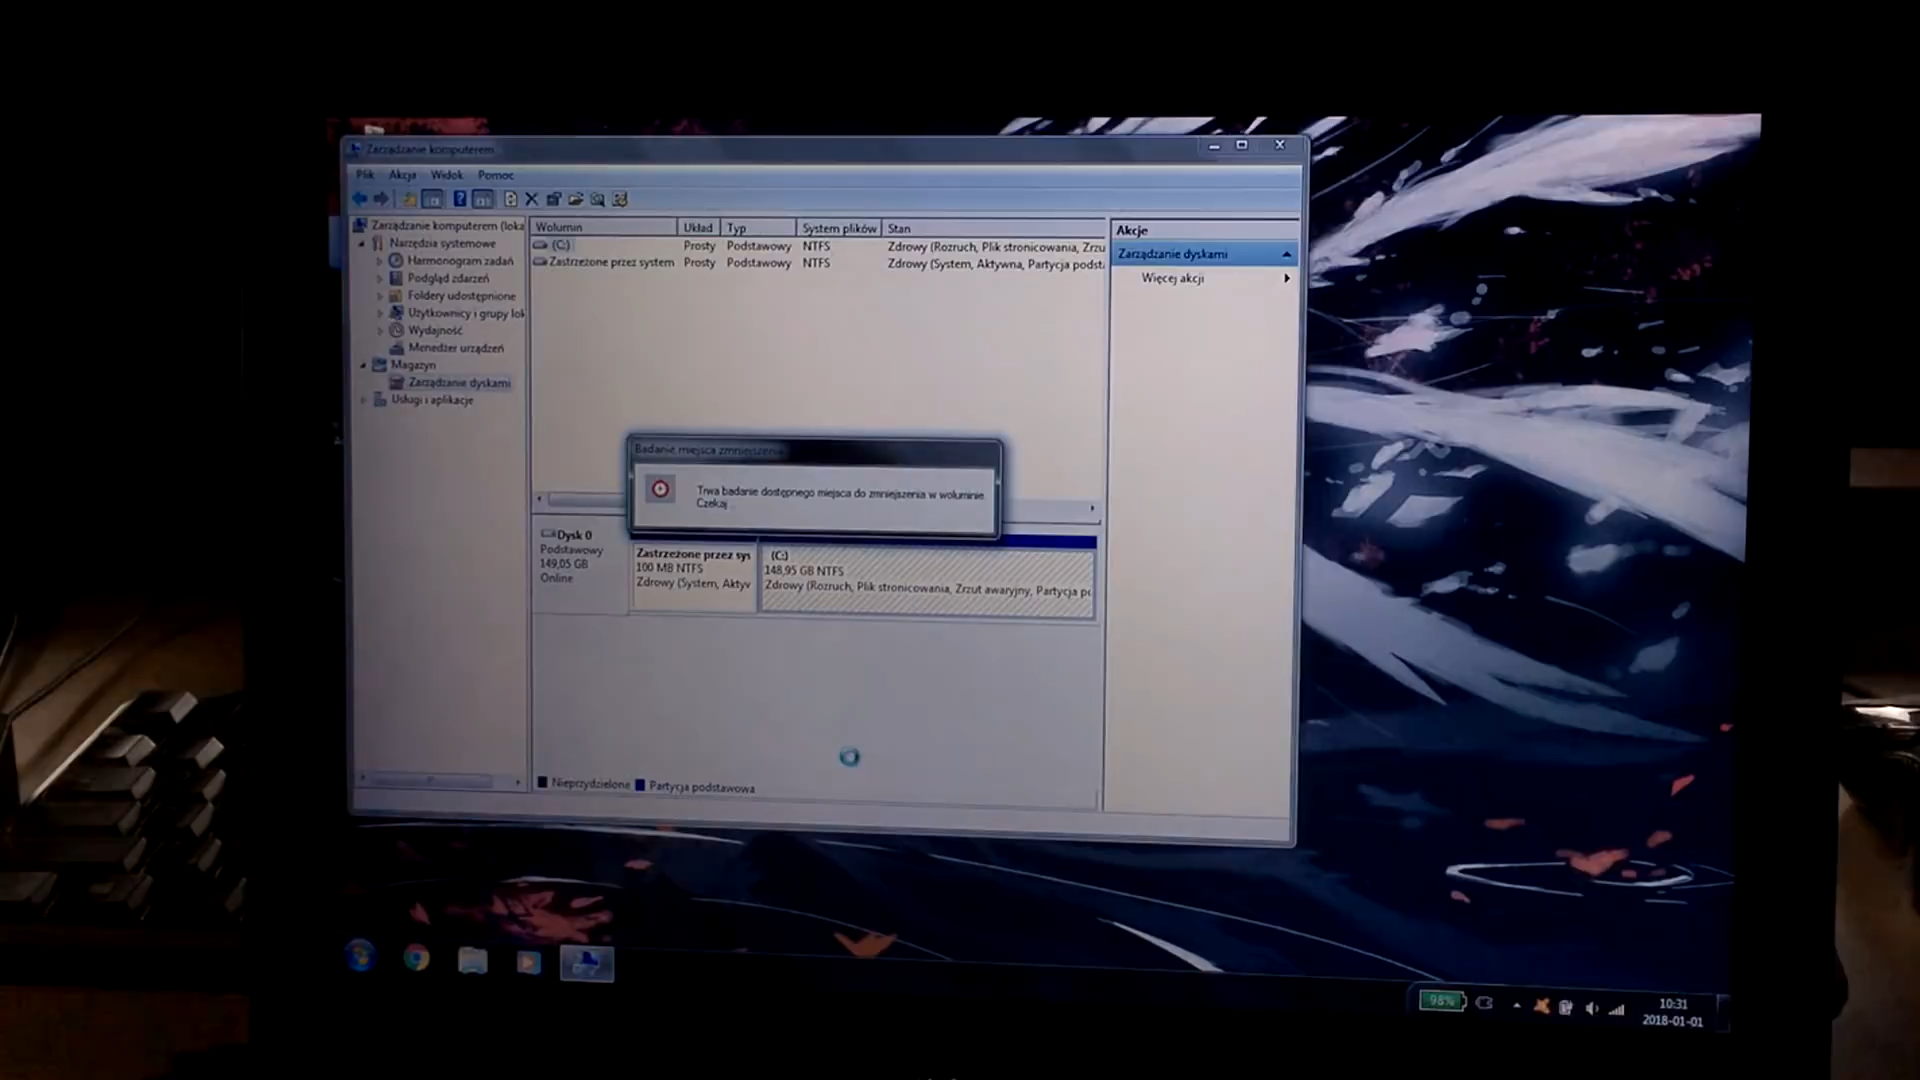 Zarządzanie komputerem
Plik Akcja Widok Pomoc
Zarządzanie komputerem (loka
Narzędzia systemowe
Harmonogram zadań
Podgląd zdarzeń
Foldery udostępnione
Użytkownicy i grupy lok
Wydajność
Menedżer urządzeń
Magazyn
Zarządzanie dyskami
Usługi i aplikacje
Wolumin Układ Typ System plików Stan
(C:) Prosty Podstawowy NTFS Zdrowy (Rozruch, Plik stronicowania, Zrzu
Zastrzeżone przez system Prosty Podstawowy NTFS Zdrowy (System, Aktywna, Partycja podsta
Akcje
Zarządzanie dyskami
Więcej akcji
Badanie miejsca zmniejszenia
Trwa badanie dostępnego miejsca do zmniejszenia w woluminie.
Czekaj...
Dysk 0
Podstawowy
149,05 GB
Online
Zastrzeżone przez sys
100 MB NTFS
Zdrowy (System, Aktyw
(C:)
148,95 GB NTFS
Zdrowy (Rozruch, Plik stronicowania, Zrzut awaryjny, Partycja po
Nieprzydzielone Partycja podstawowa
98%
10:31
2018-01-01